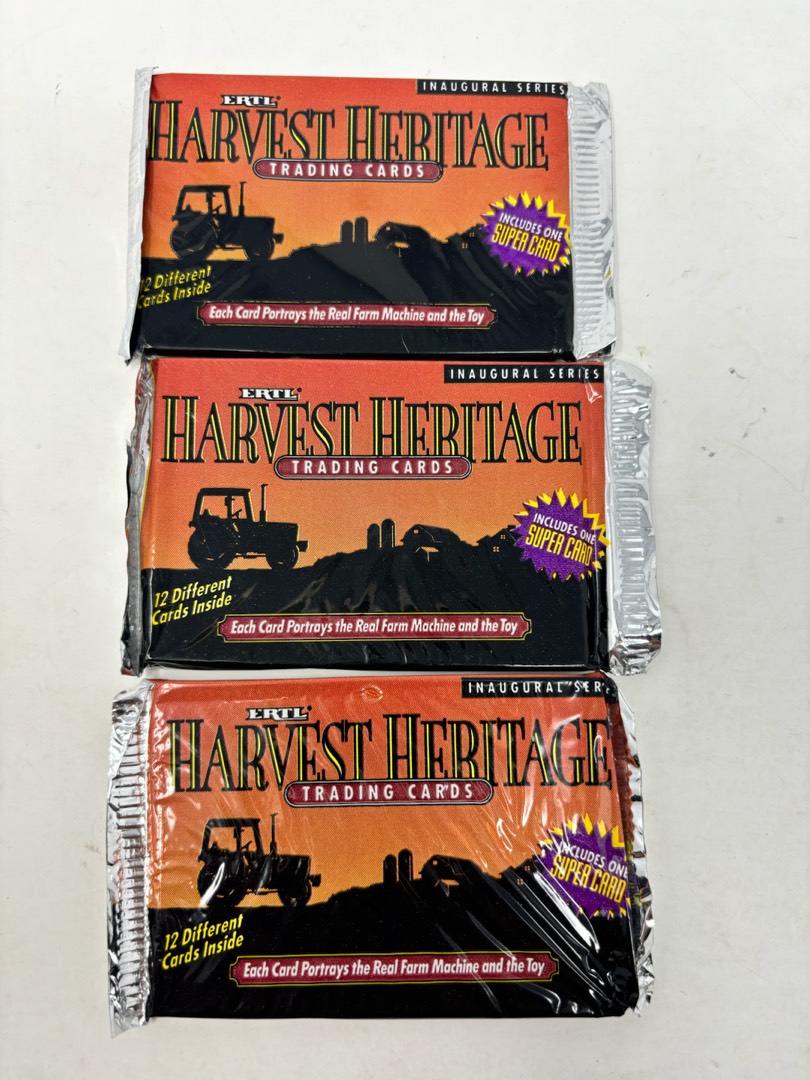 INAUGURAL SERIES
ERTL
HARVEST HERITAGE
TRADING CARDS
INCLUDES ONE
SUPER CARD
12 Different
Cards Inside
Each Card Portrays the Real Farm Machine and the Toy
INAUGURAL SERIES
ERTL
HARVEST HERITAGE
TRADING CARDS
INCLUDES ONE
SUPER CARD
12 Different
Cards Inside
Each Card Portrays the Real Farm Machine and the Toy
INAUGURAL SER
ERTL
HARVEST HERITAGE
TRADING CARDS
INCLUDES ONE
SUPER CARD
12 Different
Cards Inside
Each Card Portrays the Real Farm Machine and the Toy